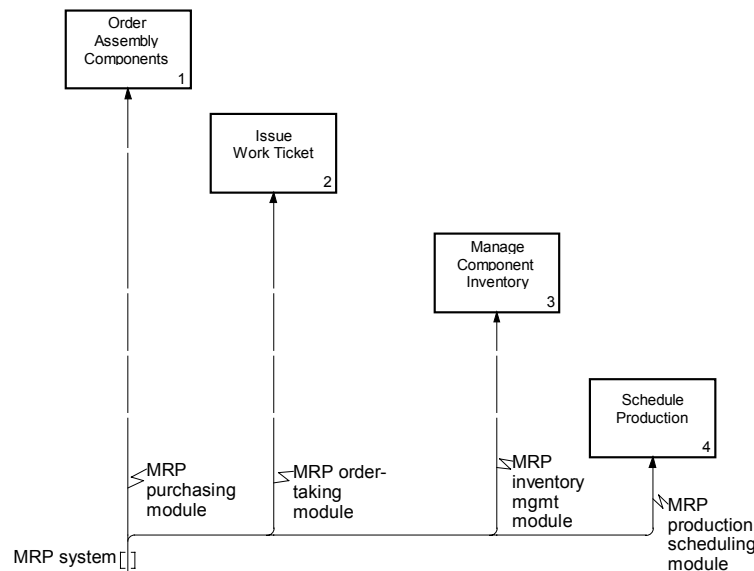 Order
Assembly
Components
1
Issue
Work Ticket
2
Manage
Component
Inventory
3
Schedule
Production
4
MRP
purchasing
module
MRP order-
taking
module
MRP
inventory
mgmt
module
MRP
production
scheduling
module
MRP system